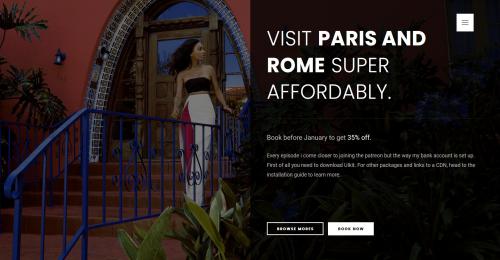 VISIT PARIS AND
ROME SUPER
AFFORDABLY.
Book before January to get 35% off.
Every episode i come closer to joining the patreon but the way my bank account is set up.
First of all you need to download Uikit. For other packages and links to a CDN, head to the
installation guide to learn more.
BROWSE MORES
BOOK NOW